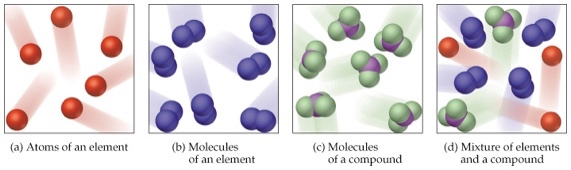 (a) Atoms of an element
(b) Molecules
of an element
(c) Molecules
of a compound
(d) Mixture of elements
and a compound